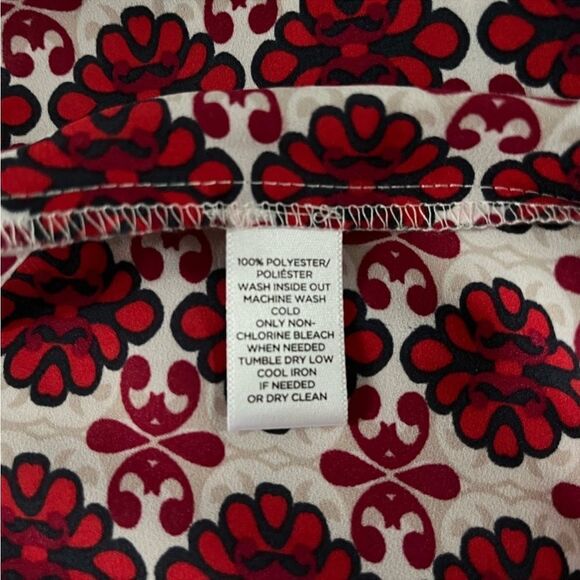 100% POLYESTER/
POLIÉSTER
WASH INSIDE OUT
MACHINE WASH
COLD
ONLY NON-
CHLORINE BLEACH
WHEN NEEDED
TUMBLE DRY LOW
COOL IRON
IF NEEDED
OR DRY CLEAN